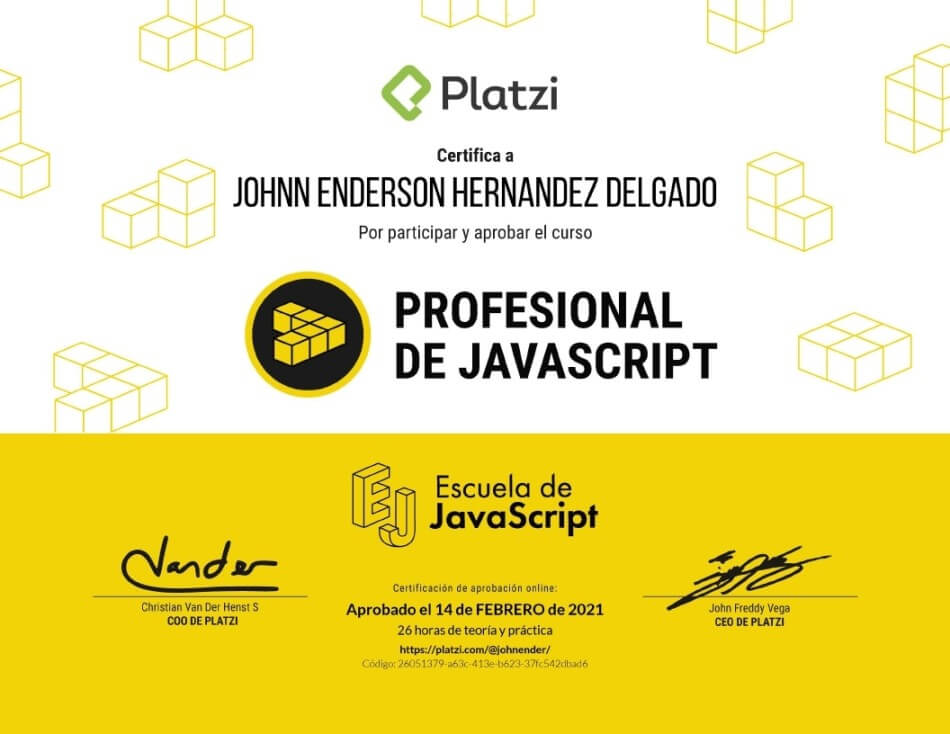 Platzi
Certifica a
JOHNN ENDERSON HERNANDEZ DELGADO
Por participar y aprobar el curso
PROFESIONAL
DE JAVASCRIPT
EJ
Escuela de
JavaScript
Vander
Christian Van Der Henst S
COO DE PLATZI
Certificación de aprobación online:
Aprobado el 14 de FEBRERO de 2021
26 horas de teoría y práctica
https://platzi.com/@johnender/
Código: 26051379-a63c-413e-b623-37fc542dbad6
John Freddy Vega
CEO DE PLATZI